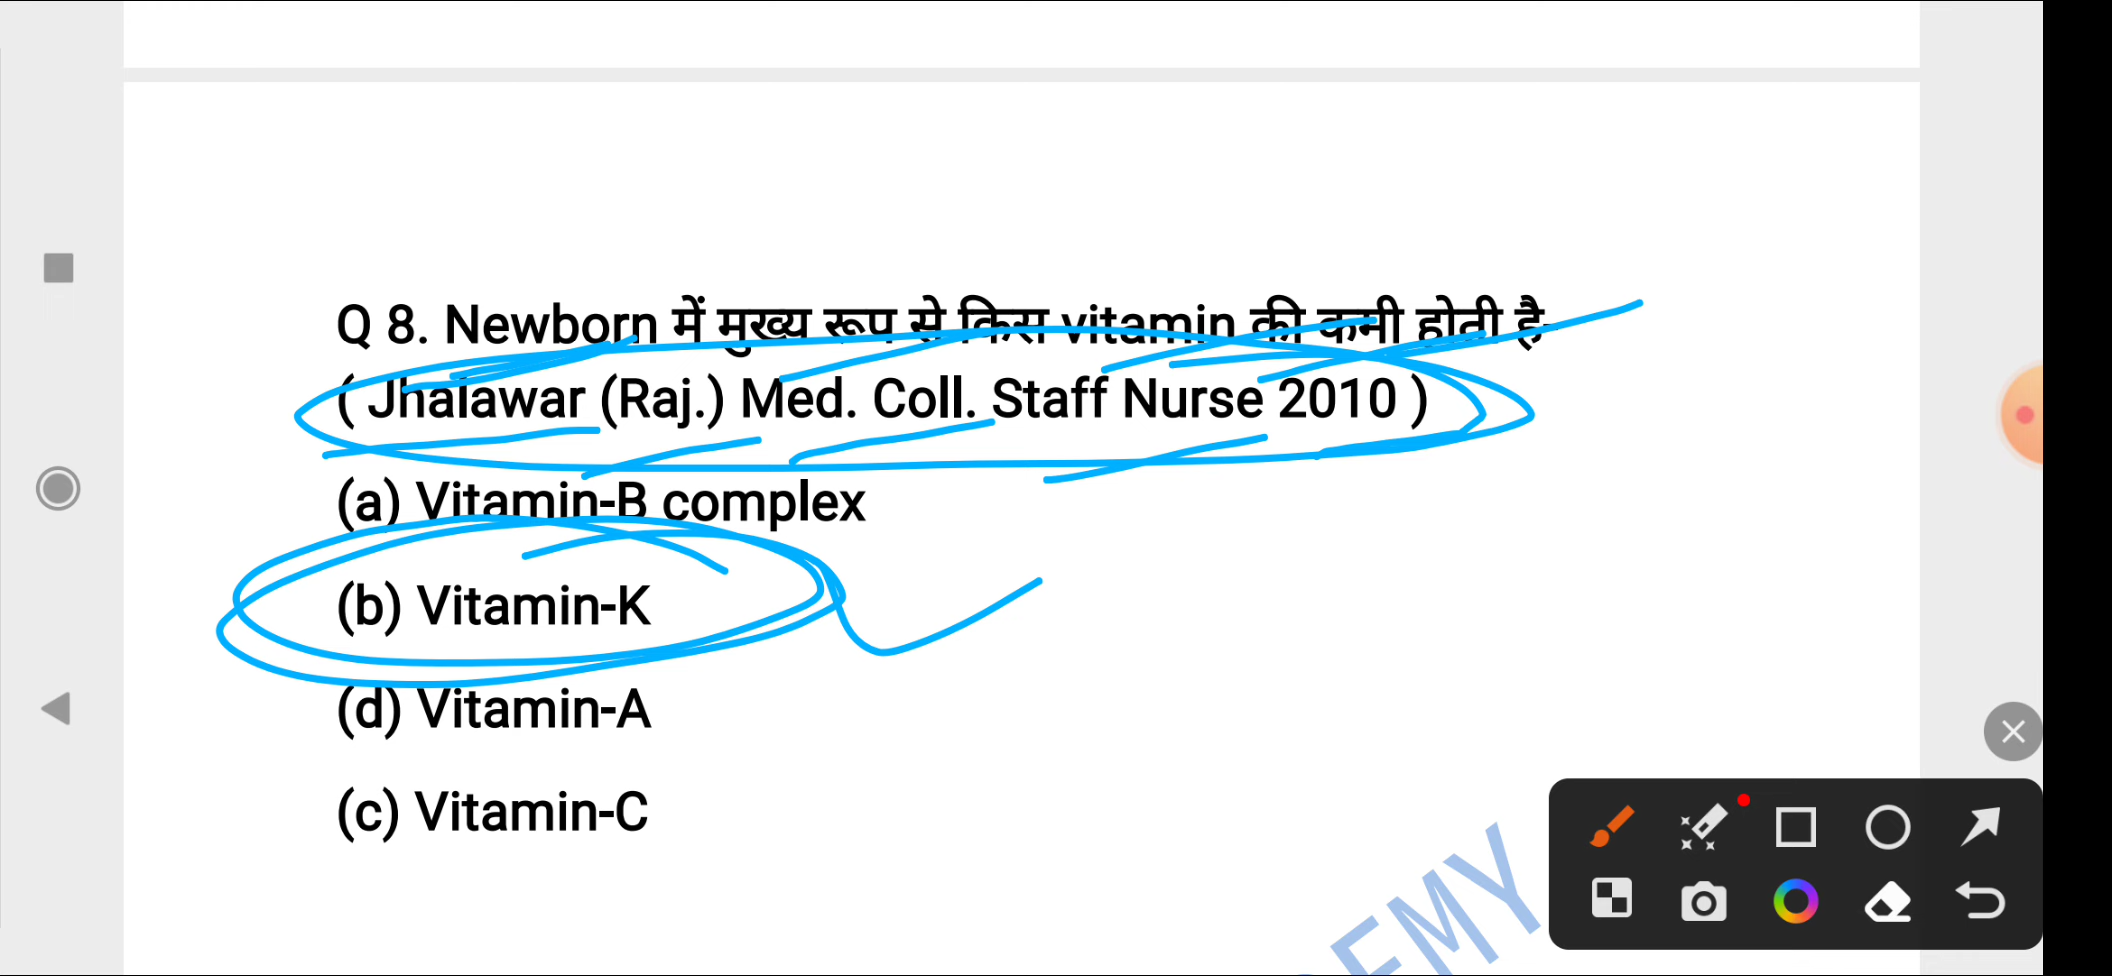 Q 8. Newborn में मुख्य रूप से किस vitamin की कमी होती है-
( Jhalawar (Raj.) Med. Coll. Staff Nurse 2010 )
(a) Vitamin-B complex
(b) Vitamin-K
(d) Vitamin-A
(c) Vitamin-C